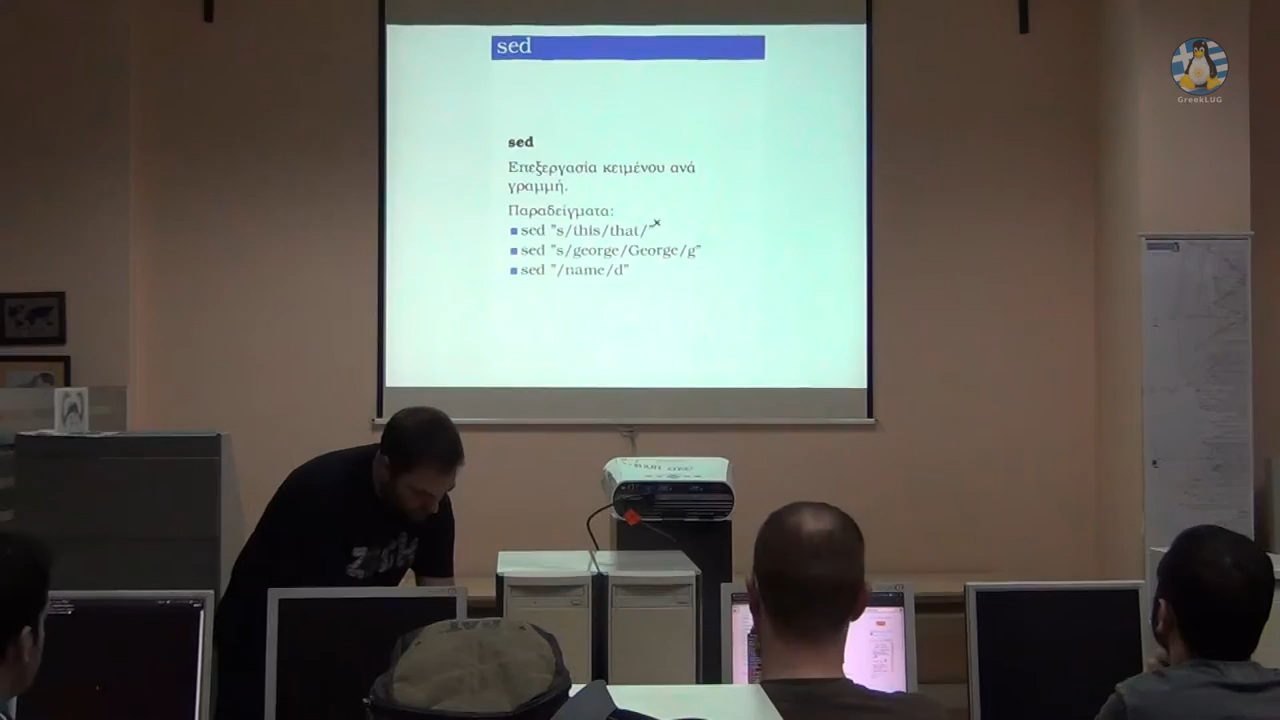 sed
GreekLUG
sed
Επεξεργασία κειμένου ανά
γραμμή.
Παραδείγματα:
sed "s/this/that/"
sed "s/george/George/g"
sed "/name/d"